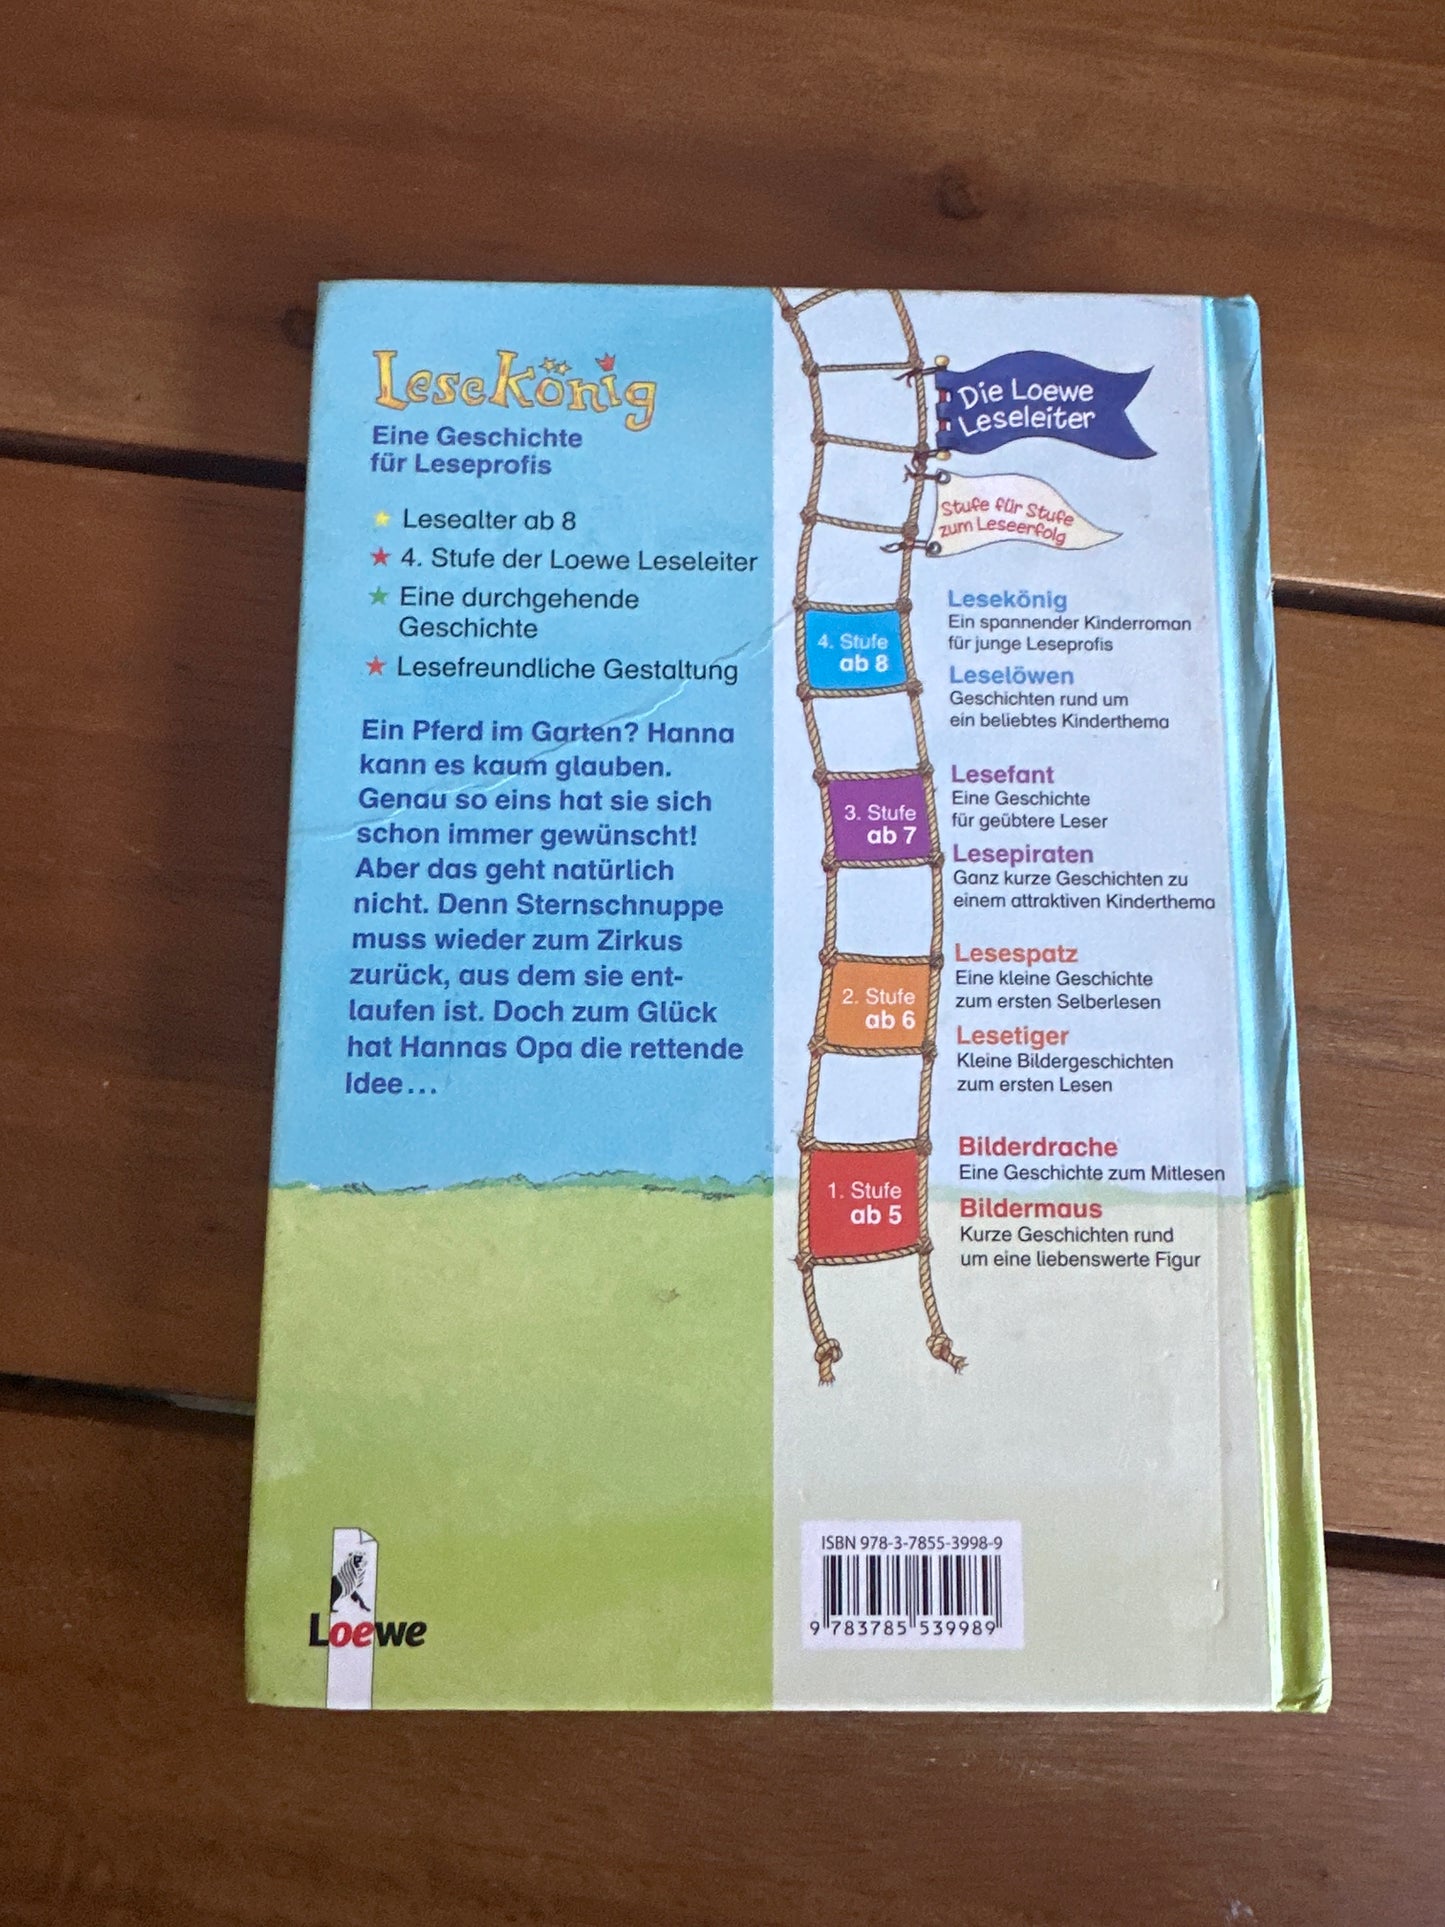 Lesekönig
Eine Geschichte
für Leseprofis
Lesealter ab 8
4. Stufe der Loewe Leseleiter
Eine durchgehende
Geschichte
Lesefreundliche Gestaltung
Ein Pferd im Garten? Hanna
kann es kaum glauben.
Genau so eins hat sie sich
schon immer gewünscht!
Aber das geht natürlich
nicht. Denn Sternschnuppe
muss wieder zum Zirkus
zurück, aus dem sie ent-
laufen ist. Doch zum Glück
hat Hannas Opa die rettende
Idee...
Loewe
Die Loewe
Leseleiter
Stufe für Stufe
zum Leseerfolg
4. Stufe
ab 8
Lesekönig
Ein spannender Kinderroman
für junge Leseprofis
Leselöwen
Geschichten rund um
ein beliebtes Kinderthema
3. Stufe
ab 7
Lesefant
Eine Geschichte
für geübtere Leser
Lesepiraten
Ganz kurze Geschichten zu
einem attraktiven Kinderthema
2. Stufe
ab 6
Lesespatz
Eine kleine Geschichte
zum ersten Selberlesen
Lesetiger
Kleine Bildergeschichten
zum ersten Lesen
1. Stufe
ab 5
Bilderdrache
Eine Geschichte zum Mitlesen
Bildermaus
Kurze Geschichten rund
um eine liebenswerte Figur
ISBN 978-3-7855-3998-9
9 783785 539989